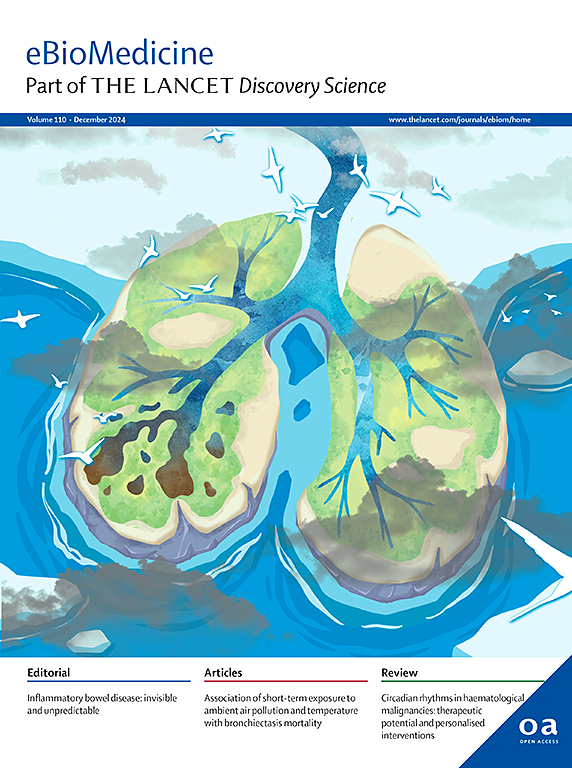 eBioMedicine
Part of THE LANCET Discovery Science
Volume 110 · December 2024
www.thelancet.com/journals/ebiom/home
Editorial
Inflammatory bowel disease: invisible
and unpredictable
Articles
Association of short-term exposure to
ambient air pollution and temperature
with bronchiectasis mortality
Review
Circadian rhythms in haematological
malignancies: therapeutic
potential and personalised
interventions
oa
OPEN ACCESS